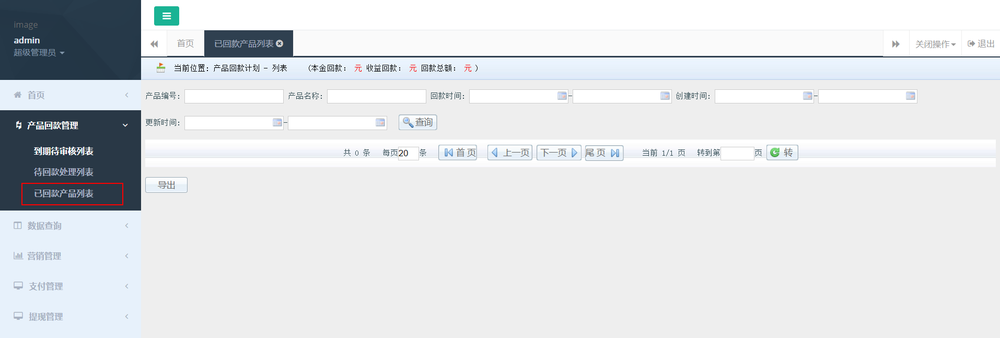 image
admin
超级管理员
首页
产品回款管理
到期待审核列表
待回款处理列表
已回款产品列表
数据查询
营销管理
支付管理
提现管理
首页 已回款产品列表 关闭操作 退出
当前位置: 产品回款计划 - 列表 (本金回款: 元 收益回款: 元 回款总额: 元 )
产品编号: 产品名称: 回款时间: - 创建时间: -
更新时间: - 查询
共 0 条 每页20条 首 页 上一页 下一页 尾 页 当前 1/1 页 转到第 页 转
导出